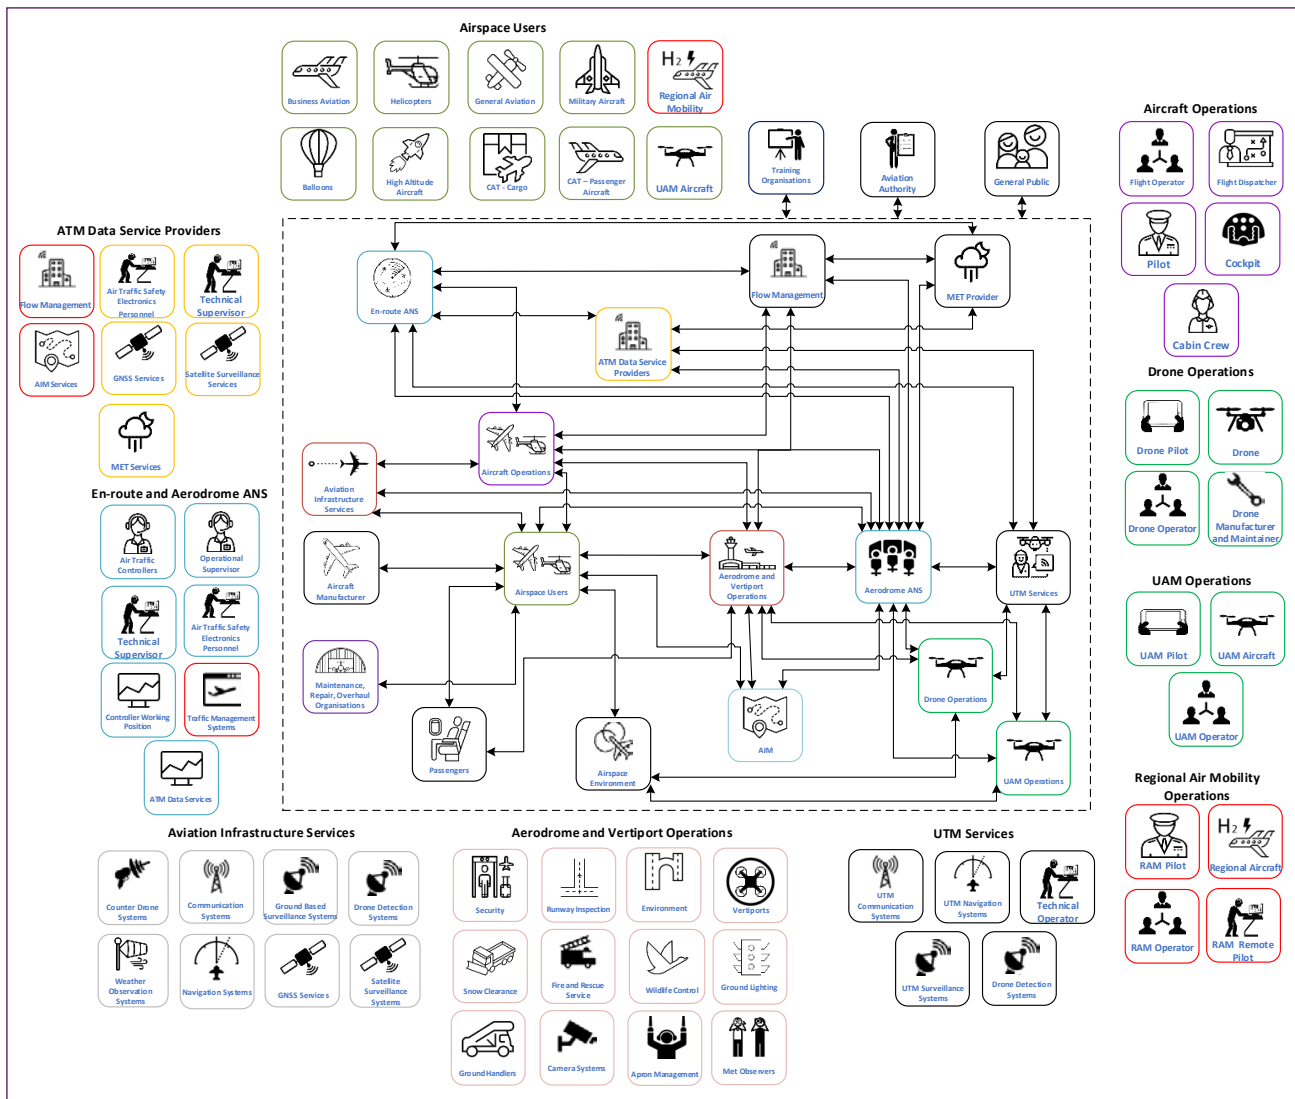 Airspace Users
Business Aviation
Helicopters
General Aviation
Military Aircraft
H2
Regional Air
Mobility
Balloons
High Altitude
Aircraft
CAT - Cargo
CAT – Passenger
Aircraft
UAM Aircraft
Training
Organisations
Aviation
Authority
General Public
Aircraft Operations
Flight Operator
Flight Dispatcher
Pilot
Cockpit
Cabin Crew
ATM Data Service Providers
Flow Management
Air Traffic Safety
Electronics
Personnel
Technical
Supervisor
AIM Services
GNSS Services
Satellite Surveillance
Services
MET Services
En-route ANS
Flow Management
MET Provider
ATM Data Service
Providers
Aircraft Operations
Aviation
Infrastructure
Services
Aircraft
Manufacturer
Airspace Users
Aerodrome and
Vertiport
Operations
Aerodrome ANS
UTM Services
Maintenance,
Repair, Overhaul
Organisations
Passengers
Airspace
Environment
AIM
Drone Operations
UAM Operations
Drone Operations
Drone Pilot
Drone
Drone Operator
Drone
Manufacturer
and Maintainer
En-route and Aerodrome ANS
Air Traffic
Controllers
Operational
Supervisor
Technical
Supervisor
Air Traffic Safety
Electronics
Personnel
Controller Working
Position
Traffic Management
Systems
ATM Data Services
UAM Operations
UAM Pilot
UAM Aircraft
UAM Operator
Regional Air Mobility
Operations
RAM Pilot
H2
Regional Aircraft
RAM Operator
RAM Remote
Pilot
Aviation Infrastructure Services
Counter Drone
Systems
Communication
Systems
Ground Based
Surveillance Systems
Drone Detection
Systems
Weather
Observation
Systems
Navigation Systems
GNSS Services
Satellite
Surveillance
Systems
Aerodrome and Vertiport Operations
Security
Runway Inspection
Environment
Vertiports
Snow Clearance
Fire and Rescue
Service
Wildlife Control
Ground Lighting
Ground Handlers
Camera Systems
Apron Management
Met Observers
UTM Services
UTM
Communication
Systems
UTM Navigation
Systems
Technical
Operator
UTM Surveillance
Systems
Drone Detection
Systems